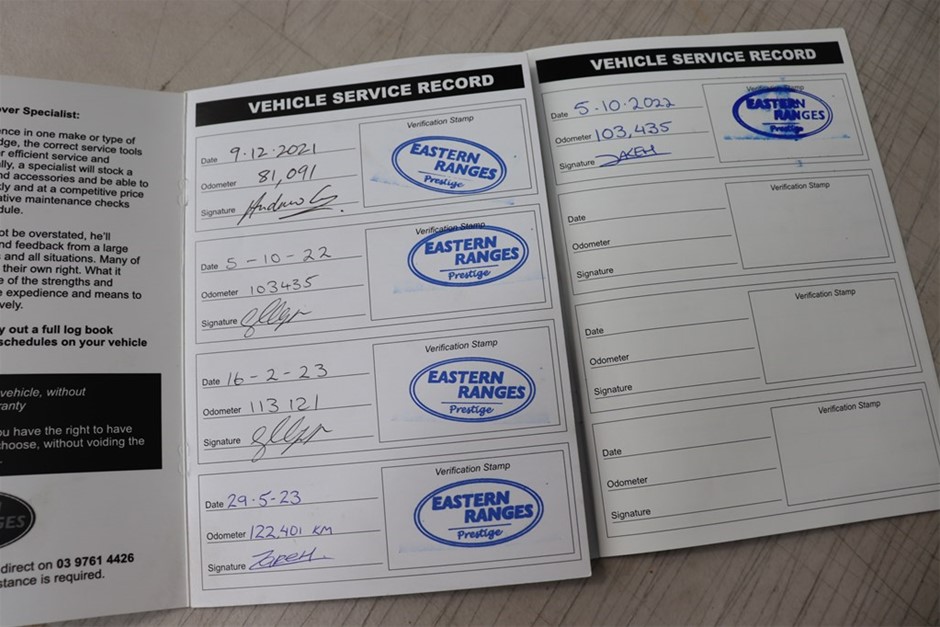 over Specialist:
ence in one make or type of
dge, the correct service tools
r efficient service and
lly, a specialist will stock a
nd accessories and be able to
kly and at a competitive price
ative maintenance checks
dule.
ot be overstated, he'll
nd feedback from a large
s and all situations. Many of
their own right. What it
e of the strengths and
e expedience and means to
vely.
y out a full log book
schedules on your vehicle
vehicle, without
ranty
ou have the right to have
choose, without voiding the
GES
direct on 03 9761 4426
stance is required.
VEHICLE SERVICE RECORD
Verification Stamp
Date 9.12.2021
Odometer 81,091
Signature
EASTERN
RANGES
Prestige
Verification Stamp
Date 5-10-22
Odometer 103435
Signature
EASTERN
RANGES
Prestige
Verification Stamp
Date 16-2-23
Odometer 113 121
Signature
EASTERN
RANGES
Prestige
Verification Stamp
Date 29.5-23
Odometer 122,401 KM
Signature
EASTERN
RANGES
Prestige
VEHICLE SERVICE RECORD
Verification Stamp
Date 5.10.2022
Odometer 103,435
Signature
EASTERN
RANGES
Prestige
Verification Stamp
Date
Odometer
Signature
Verification Stamp
Date
Odometer
Signature
Verification Stamp
Date
Odometer
Signature